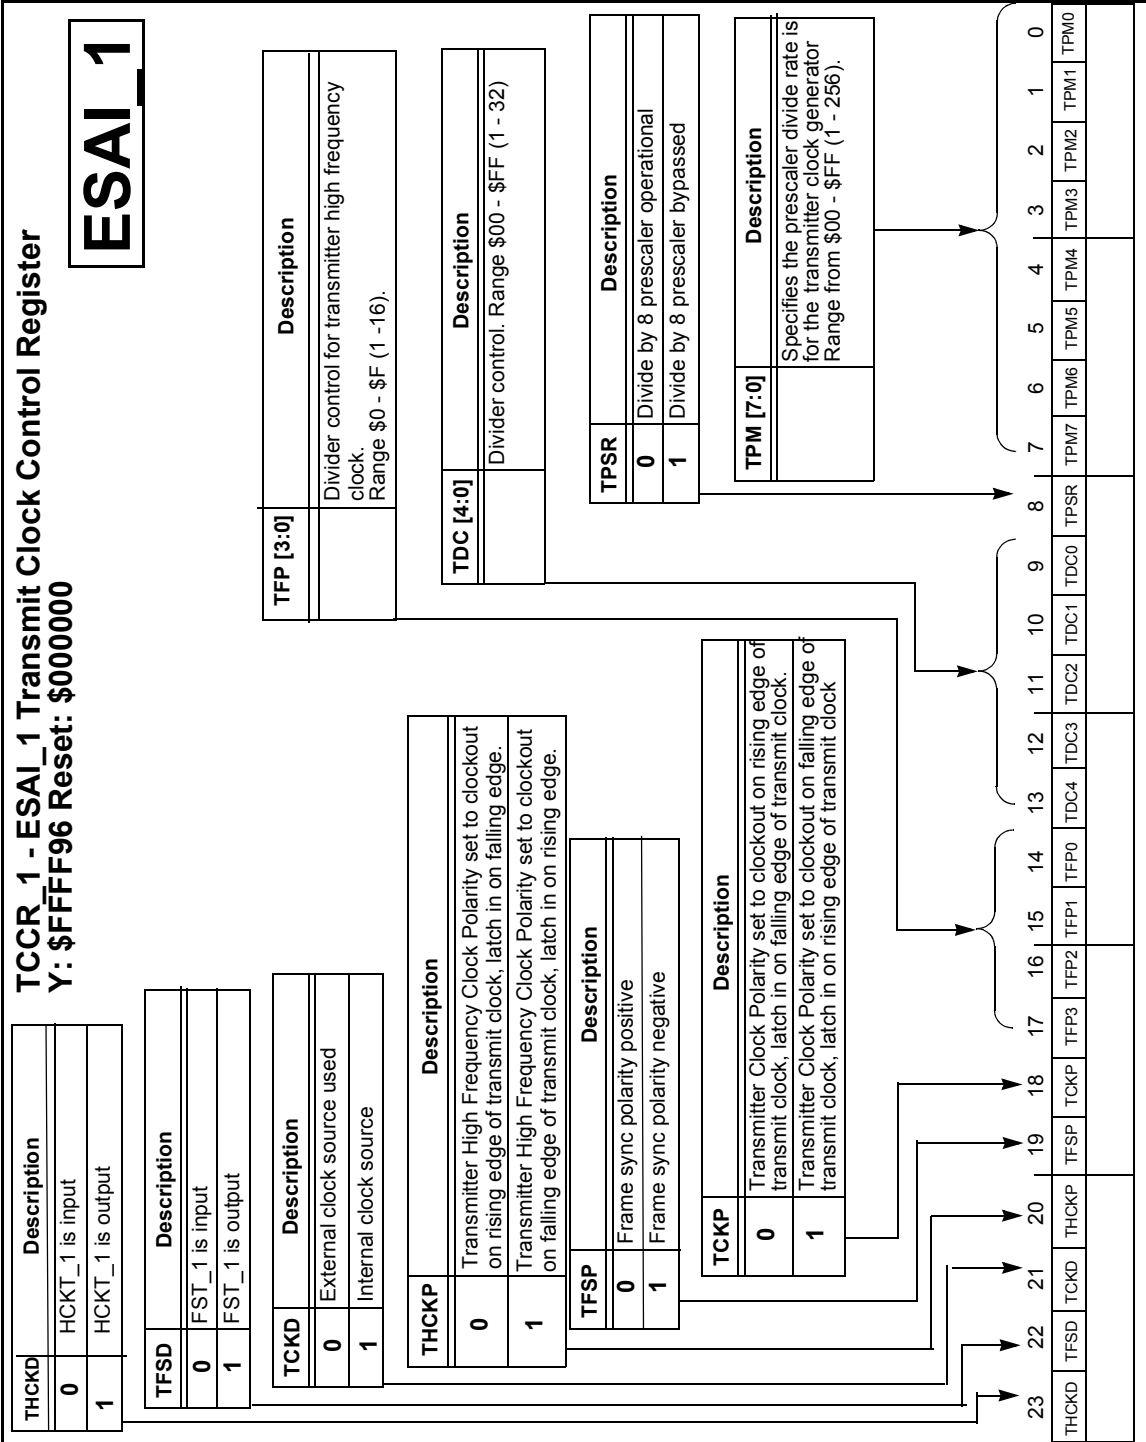 TCCR_1 - ESAI_1 Transmit Clock Control Register
Y: $FFFF96 Reset: $000000
ESAI_1
THCKD Description
0 HCKT_1 is input
1 HCKT_1 is output
TFSD Description
0 FST_1 is input
1 FST_1 is output
TCKD Description
0 External clock source used
1 Internal clock source
THCKP Description
0 Transmitter High Frequency Clock Polarity set to clockout
on rising edge of transmit clock, latch in on falling edge.
1 Transmitter High Frequency Clock Polarity set to clockout
on falling edge of transmit clock, latch in on rising edge.
TFSP Description
0 Frame sync polarity positive
1 Frame sync polarity negative
TCKP Description
0 Transmitter Clock Polarity set to clockout on rising edge of
transmit clock, latch in on falling edge of transmit clock.
1 Transmitter Clock Polarity set to clockout on falling edge of
transmit clock, latch in on rising edge of transmit clock
TFP [3:0] Description
Divider control for transmitter high frequency
clock.
Range $0 - $F (1 -16).
TDC [4:0] Description
Divider control. Range $00 - $FF (1 - 32)
TPSR Description
0 Divide by 8 prescaler operational
1 Divide by 8 prescaler bypassed
TPM [7:0] Description
Specifies the prescaler divide rate is
for the transmitter clock generator
Range from $00 - $FF (1 - 256).
23 22 21 20 19 18 17 16 15 14 13 12 11 10 9 8 7 6 5 4 3 2 1 0
THCKD TFSD TCKD THCKP TFSP TCKP TFP3 TFP2 TFP1 TFP0 TDC4 TDC3 TDC2 TDC1 TDC0 TPSR TPM7 TPM6 TPM5 TPM4 TPM3 TPM2 TPM1 TPM0